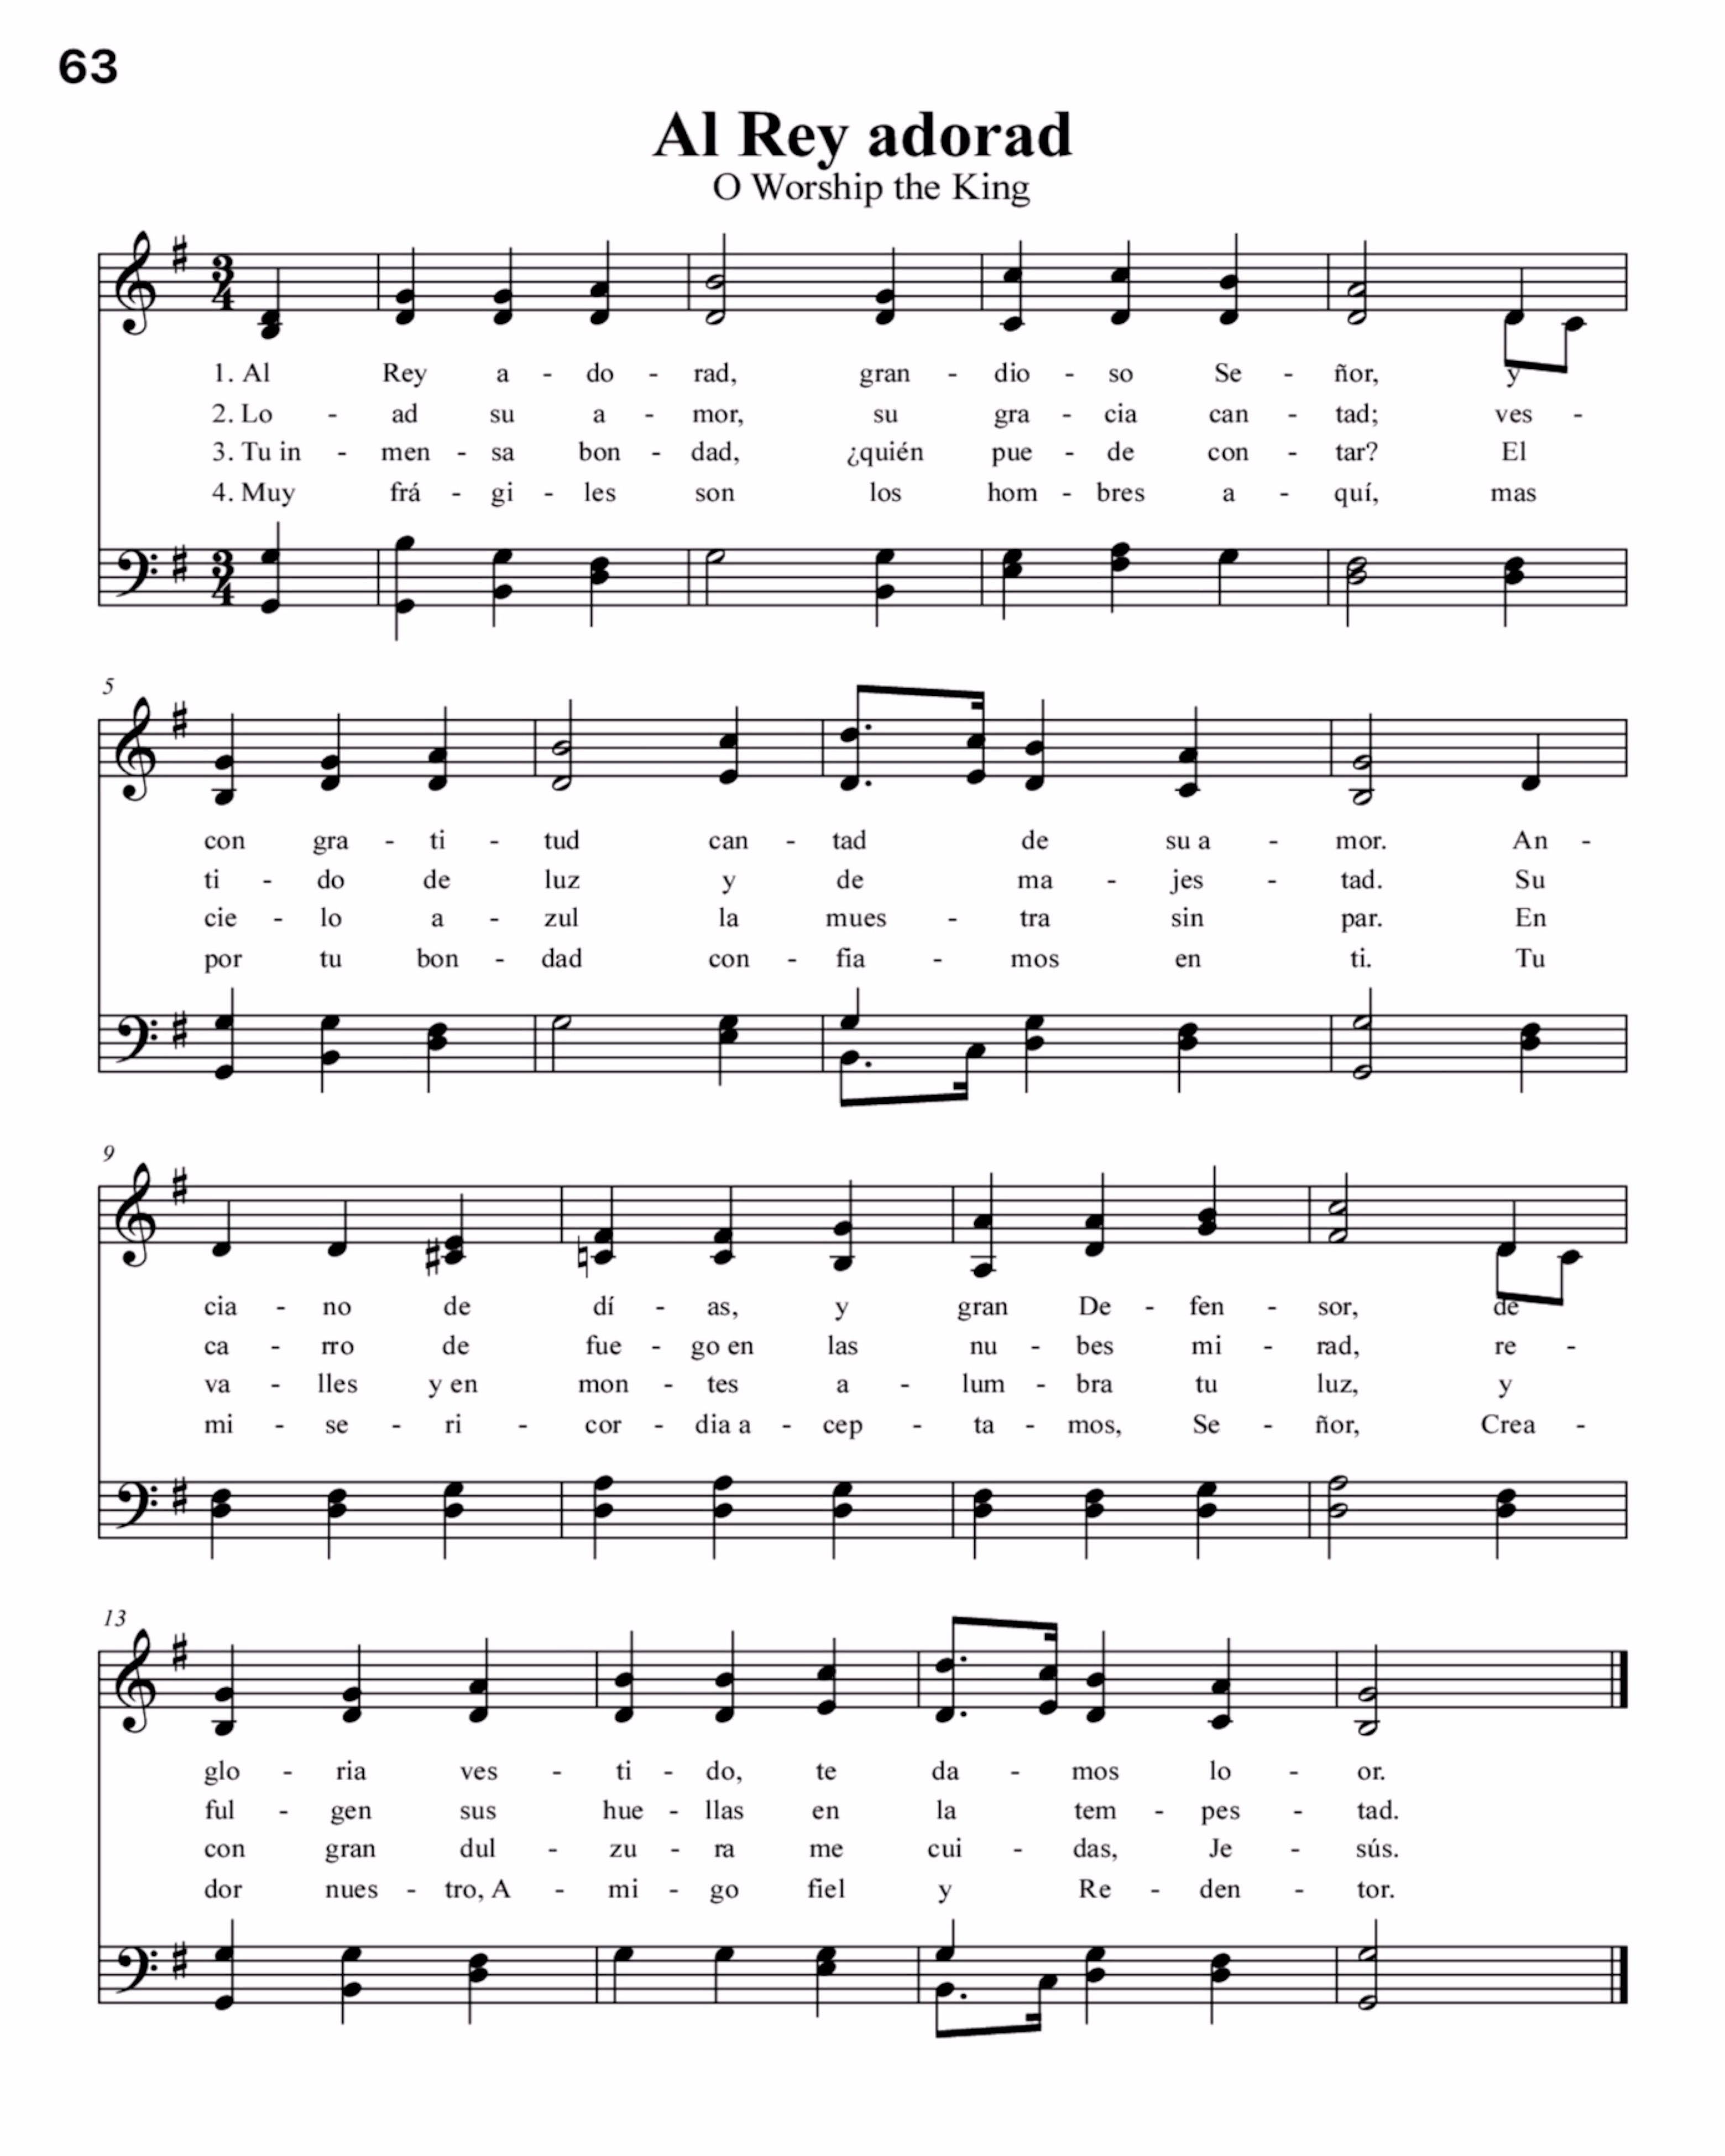 63
Al Rey adorad
O Worship the King
3 4
1. Al Rey a - do - rad, gran - dio - so Se - ñor, y
2. Lo - ad su a - mor, su gra - cia can - tad; ves -
3. Tu in - men - sa bon - dad, ¿quién pue - de con - tar? El
4. Muy frá - gi - les son los hom - bres a - quí, mas
3 4
5
con gra - ti - tud can - tad de su a - mor. An -
ti - do de luz y de ma - jes - tad. Su
cie - lo a - zul la mues - tra sin par. En
por tu bon - dad con - fia - mos en ti. Tu
9
cia - no de dí - as, y gran De - fen - sor, de
ca - rro de fue - go en las nu - bes mi - rad, re -
va - lles y en mon - tes a - lum - bra tu luz, y
mi - se - ri - cor - dia a - cep - ta - mos, Se - ñor, Crea -
13
glo - ria ves - ti - do, te da - mos lo - or.
ful - gen sus hue - llas en la tem - pes - tad.
con gran dul - zu - ra me cui - das, Je - sús.
dor nues - tro, A - mi - go fiel y Re - den - tor.